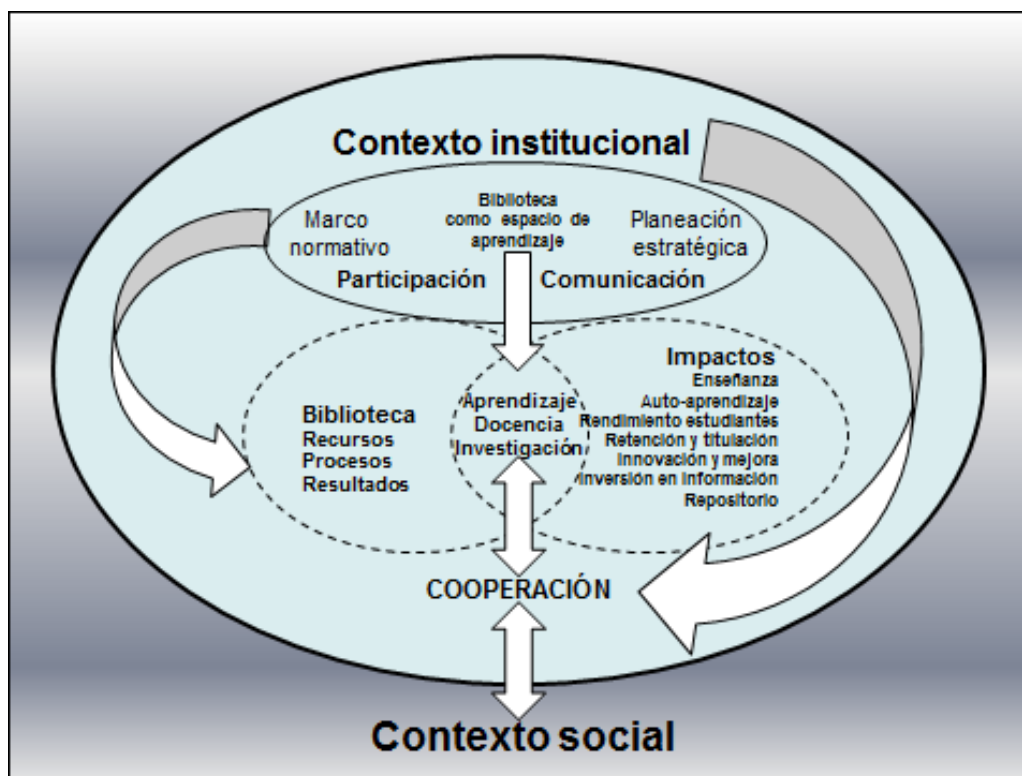 Contexto institucional
Marco
normativo
Biblioteca
como espacio de
aprendizaje
Planeación
estratégica
Participación
Comunicación
Biblioteca
Recursos
Procesos
Resultados
Aprendizaje
Docencia
Investigación
Impactos
Enseñanza
Auto-aprendizaje
Rendimiento estudiantes
Retención y titulación
Innovación y mejora
Inversión en información
Repositorio
COOPERACIÓN
Contexto social